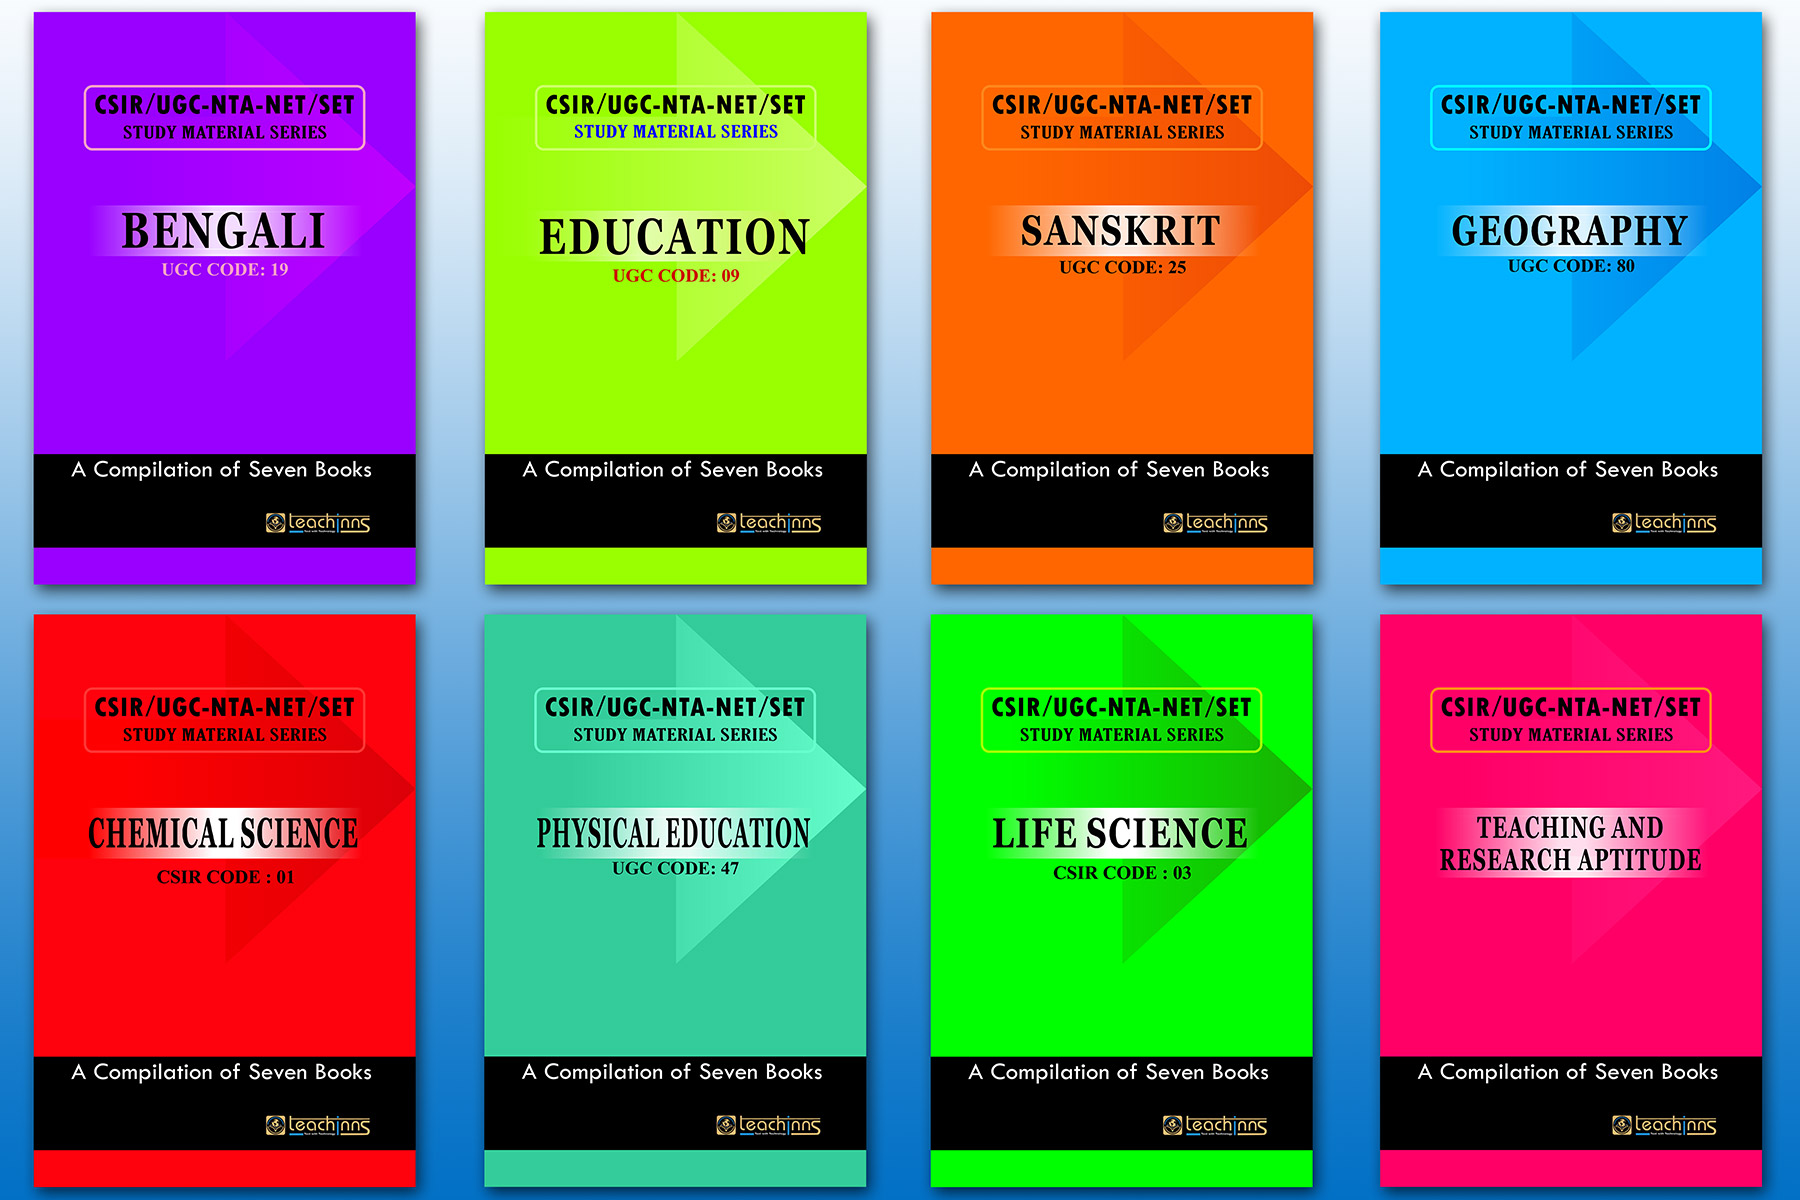 CSIR/UGC-NTA-NET/SET
STUDY MATERIAL SERIES
BENGALI
UGC CODE: 19
A Compilation of Seven Books
teachinns
CSIR/UGC-NTA-NET/SET
STUDY MATERIAL SERIES
EDUCATION
UGC CODE: 09
A Compilation of Seven Books
teachinns
CSIR/UGC-NTA-NET/SET
STUDY MATERIAL SERIES
SANSKRIT
UGC CODE: 25
A Compilation of Seven Books
teachinns
CSIR/UGC-NTA-NET/SET
STUDY MATERIAL SERIES
GEOGRAPHY
UGC CODE: 80
A Compilation of Seven Books
teachinns
CSIR/UGC-NTA-NET/SET
STUDY MATERIAL SERIES
CHEMICAL SCIENCE
CSIR CODE : 01
A Compilation of Seven Books
teachinns
CSIR/UGC-NTA-NET/SET
STUDY MATERIAL SERIES
PHYSICAL EDUCATION
UGC CODE: 47
A Compilation of Seven Books
teachinns
CSIR/UGC-NTA-NET/SET
STUDY MATERIAL SERIES
LIFE SCIENCE
CSIR CODE : 03
A Compilation of Seven Books
teachinns
CSIR/UGC-NTA-NET/SET
STUDY MATERIAL SERIES
TEACHING AND
RESEARCH APTITUDE
A Compilation of Seven Books
teachinns